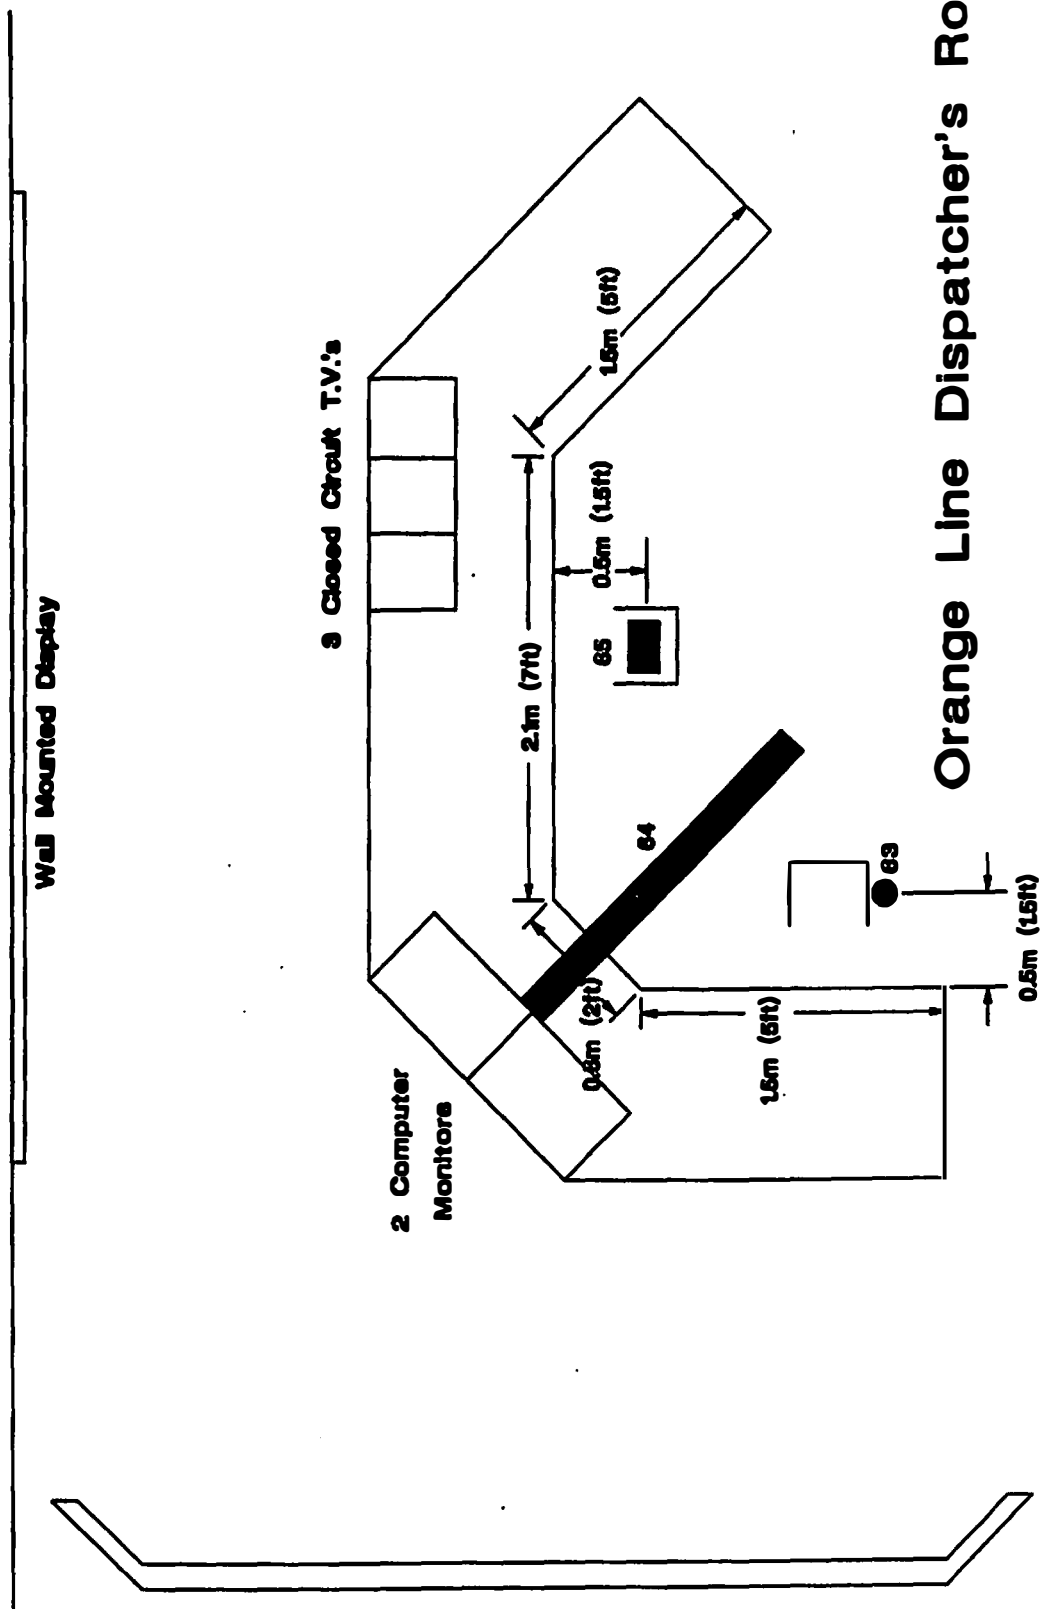 Wall Mounted Display
3 Closed Circuit T.V.'s
2 Computer
Monitors
1.5m (5ft)
0.5m (1.5ft)
2.1m (7ft)
65
64
0.6m (2ft)
63
1.5m (5ft)
0.5m (1.5ft)
Orange Line Dispatcher's Ro